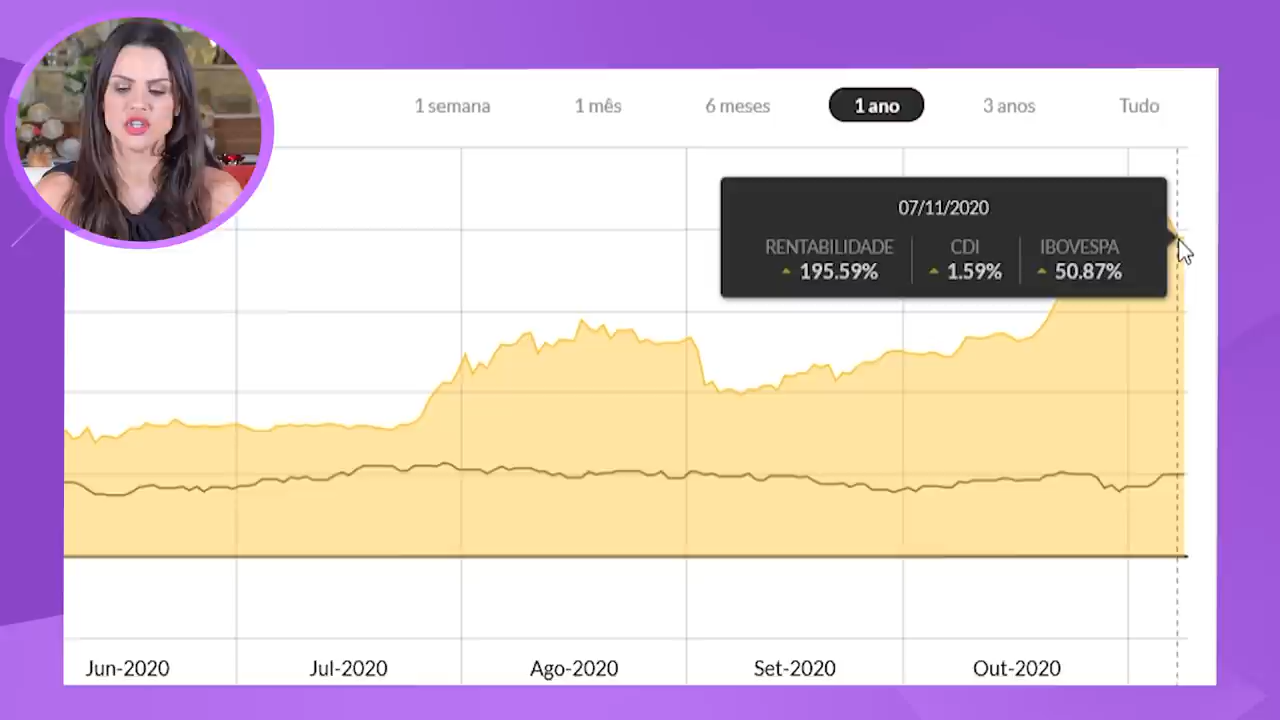 1 semana
1 mês
6 meses
1 ano
3 anos
Tudo
07/11/2020
RENTABILIDADE
CDI
IBOVESPA
195.59%
1.59%
50.87%
Jun-2020
Jul-2020
Ago-2020
Set-2020
Out-2020